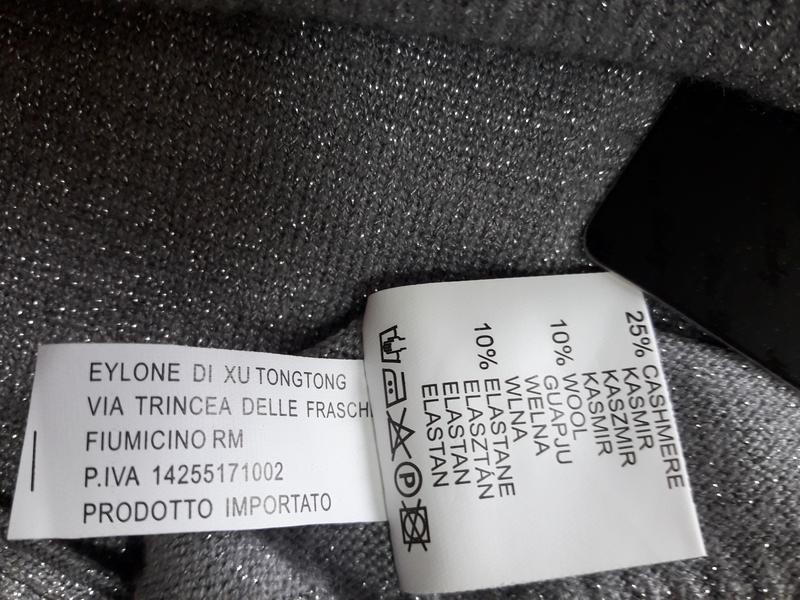 EYLONE DI XU TONGTONG
VIA TRINCEA DELLE FRASCH
FIUMICINO RM
P.IVA 14255171002
PRODOTTO IMPORTATO
25% CASHMERE
KASMIR
KASZMIR
KASMIR
10% WOOL
GUAPJU
WELNA
WLNA
10% ELASTANE
ELASZTÁN
ELASTAN
ELASTAN
P